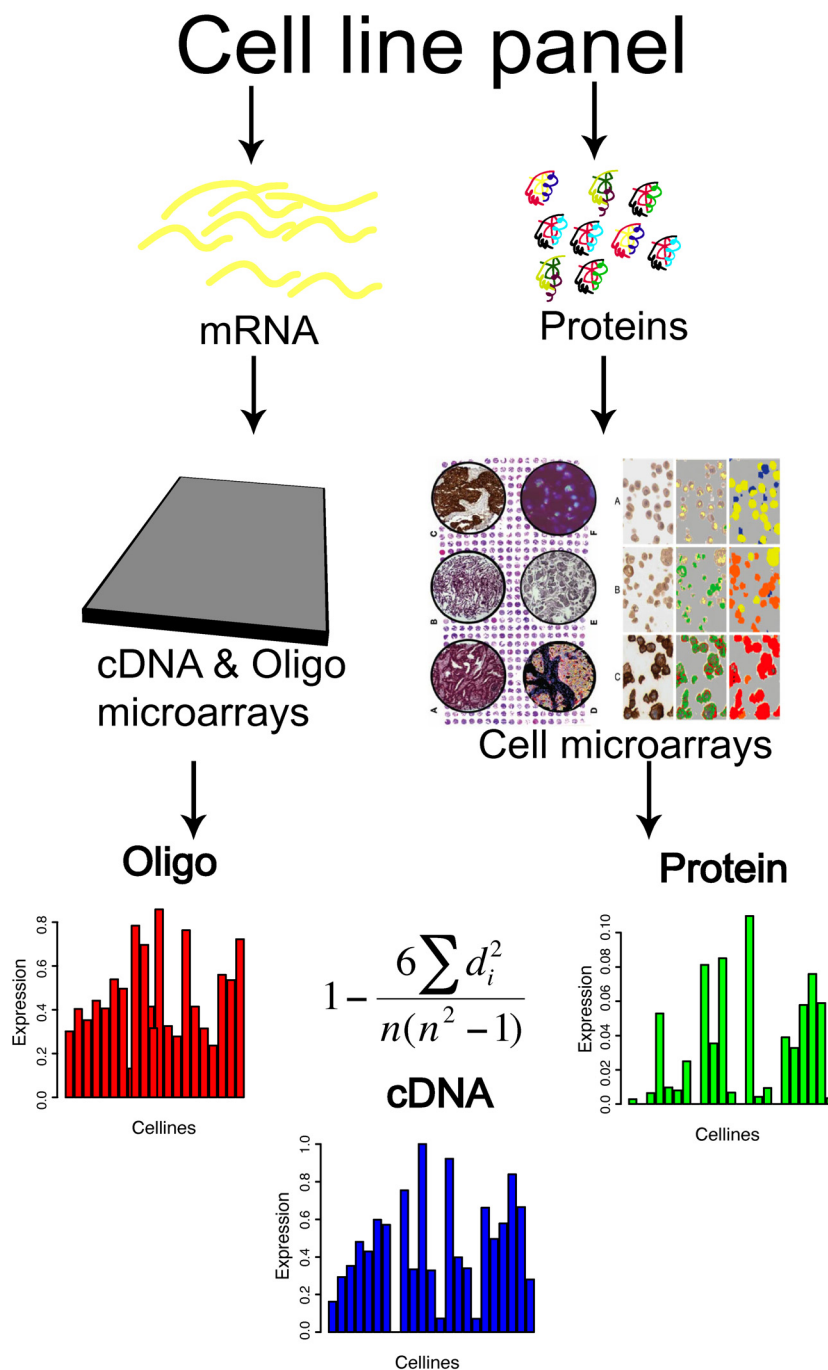 Cell line panel
mRNA
Proteins
cDNA & Oligo
microarrays
C
F
B
E
A
D
A
B
C
Cell microarrays
Oligo
Expression
0.0
0.2
0.4
0.6
0.8
Cellines
1 − 6∑d_i^2 / n(n^2 − 1)
Protein
Expression
0.0
0.02
0.04
0.06
0.08
0.10
Cellines
cDNA
Expression
0.0
0.2
0.4
0.6
0.8
1.0
Cellines